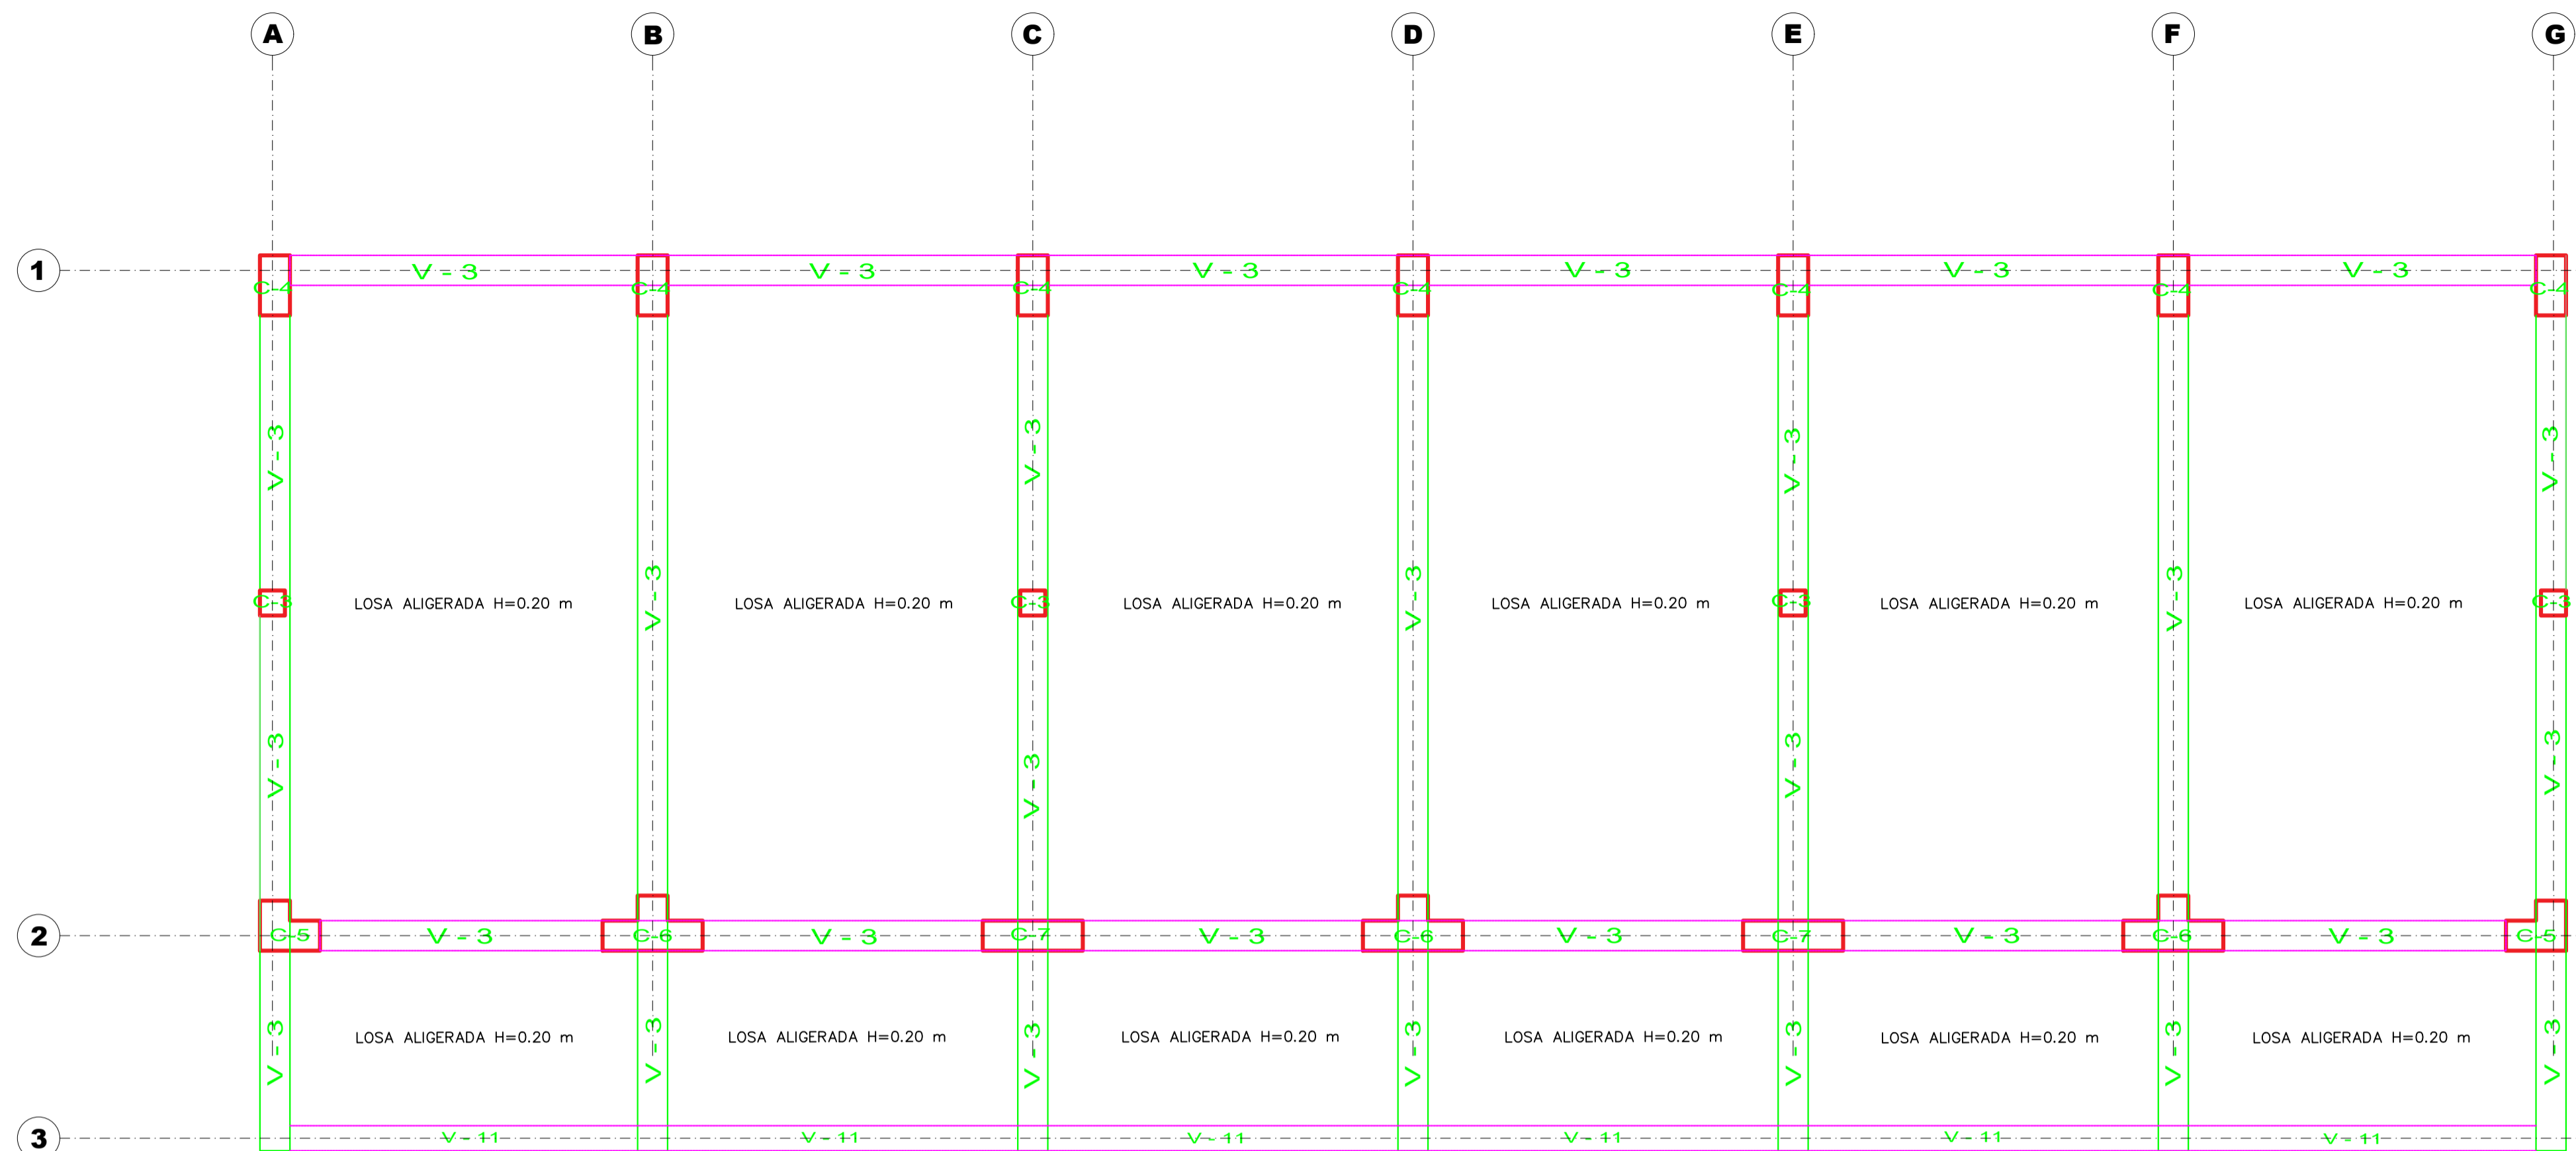 A B C D E F G
1 V - 3 V - 3 V - 3 V - 3 V - 3 V - 3
C-4 C-4 C-4 C-4 C-4 C-4 C-4
V - 3 V - 3 V - 3 V - 3
V - 3 V - 3 V - 3
C-3 LOSA ALIGERADA H=0.20 m LOSA ALIGERADA H=0.20 m C-3 LOSA ALIGERADA H=0.20 m LOSA ALIGERADA H=0.20 m C-3 LOSA ALIGERADA H=0.20 m LOSA ALIGERADA H=0.20 m C-3
V - 3 V - 3 V - 3 V - 3
2 C-5 V - 3 C-6 V - 3 C-7 V - 3 C-6 V - 3 C-7 V - 3 C-6 V - 3 C-5
V - 3 LOSA ALIGERADA H=0.20 m V - 3 LOSA ALIGERADA H=0.20 m V - 3 LOSA ALIGERADA H=0.20 m V - 3 LOSA ALIGERADA H=0.20 m V - 3 LOSA ALIGERADA H=0.20 m V - 3 LOSA ALIGERADA H=0.20 m V - 3
3 V - 11 V - 11 V - 11 V - 11 V - 11 V - 11